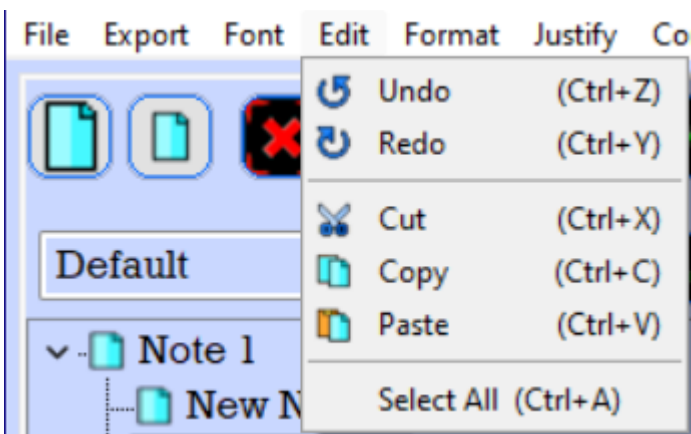 File Export Font Edit Format Justify Co
Undo (Ctrl+Z)
Redo (Ctrl+Y)
Default
Cut (Ctrl+X)
Copy (Ctrl+C)
Paste (Ctrl+V)
Note 1
New N
Select All (Ctrl+A)